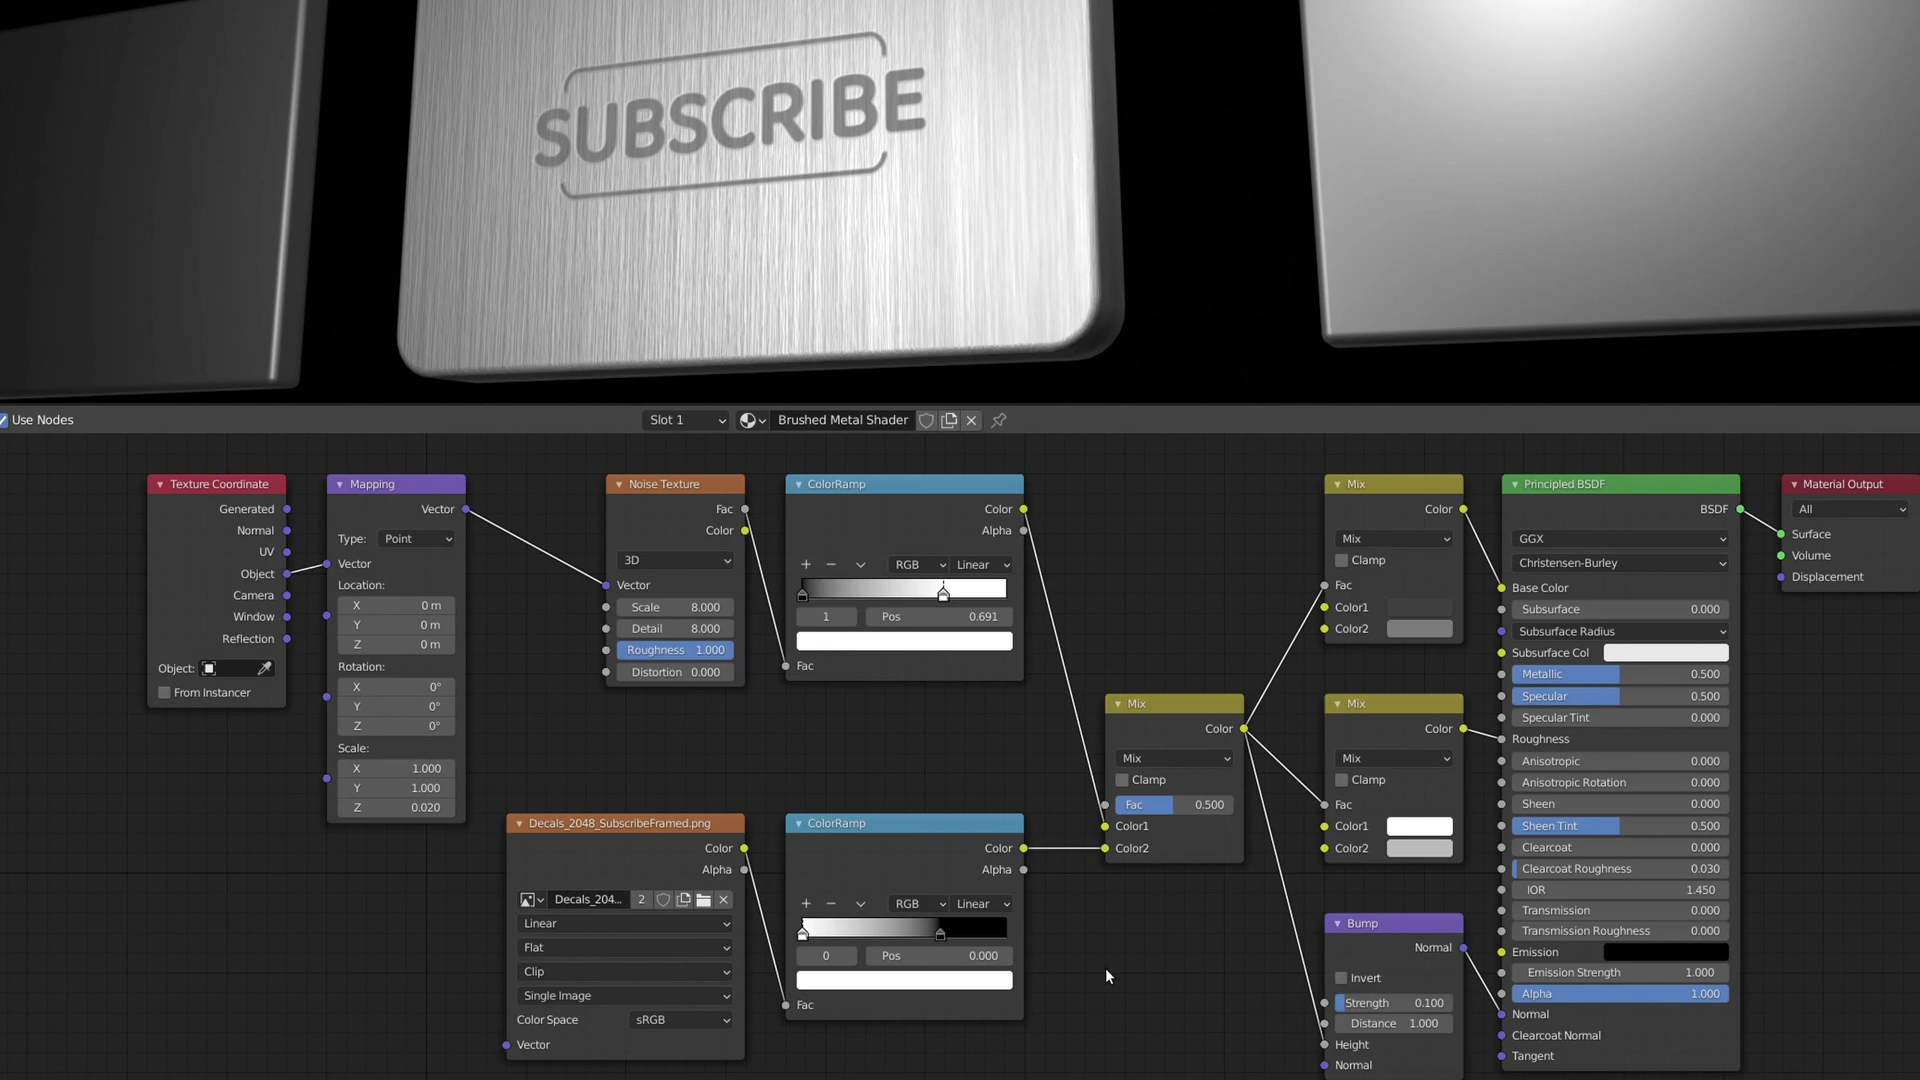 SUBSCRIBE
Use Nodes
Slot 1
Brushed Metal Shader
Texture Coordinate
Generated
Normal
UV
Object
Camera
Window
Reflection
Object:
From Instancer
Mapping
Vector
Type: Point
Vector
Location:
X 0 m
Y 0 m
Z 0 m
Rotation:
X 0°
Y 0°
Z 0°
Scale:
X 1.000
Y 1.000
Z 0.020
Noise Texture
Fac
Color
3D
Vector
Scale 8.000
Detail 8.000
Roughness 1.000
Distortion 0.000
ColorRamp
Color
Alpha
RGB Linear
1 Pos 0.691
Fac
Decals_2048_SubscribeFramed.png
Color
Alpha
Decals_204... 2
Linear
Flat
Clip
Single Image
Color Space sRGB
Vector
ColorRamp
Color
Alpha
RGB Linear
0 Pos 0.000
Fac
Mix
Color
Mix
Clamp
Fac 0.500
Color1
Color2
Mix
Color
Mix
Clamp
Fac
Color1
Color2
Mix
Color
Mix
Clamp
Fac
Color1
Color2
Bump
Normal
Invert
Strength 0.100
Distance 1.000
Height
Normal
Principled BSDF
BSDF
GGX
Christensen-Burley
Base Color
Subsurface 0.000
Subsurface Radius
Subsurface Col
Metallic 0.500
Specular 0.500
Specular Tint 0.000
Roughness
Anisotropic 0.000
Anisotropic Rotation 0.000
Sheen 0.000
Sheen Tint 0.500
Clearcoat 0.000
Clearcoat Roughness 0.030
IOR 1.450
Transmission 0.000
Transmission Roughness 0.000
Emission
Emission Strength 1.000
Alpha 1.000
Normal
Clearcoat Normal
Tangent
Material Output
All
Surface
Volume
Displacement